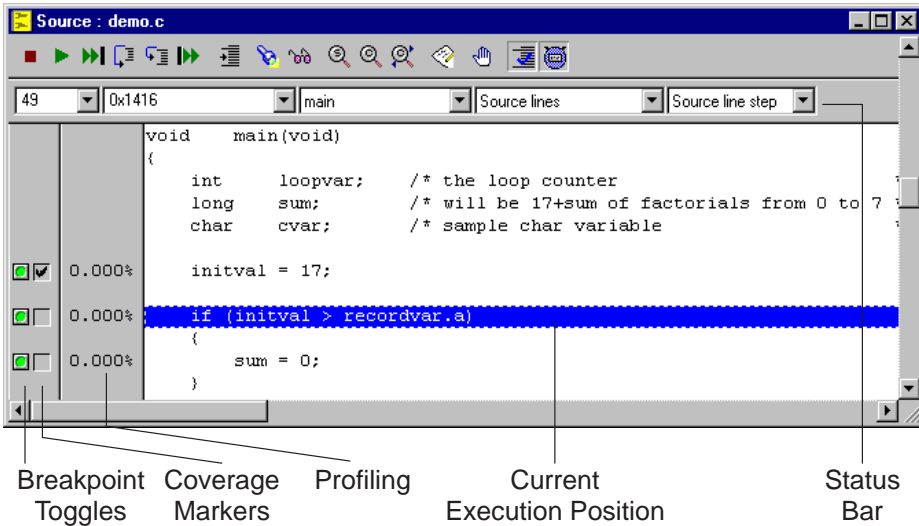 Source : demo.c
49 0x1416 main Source lines Source line step
void    main(void)
{
    int     loopvar;    /* the loop counter *
    long    sum;        /* will be 17+sum of factorials from 0 to 7 *
    char    cvar;       /* sample char variable *
0.000%    initval = 17;
0.000%    if (initval > recordvar.a)
    {
0.000%        sum = 0;
    }
Breakpoint Toggles
Coverage Markers
Profiling
Current Execution Position
Status Bar